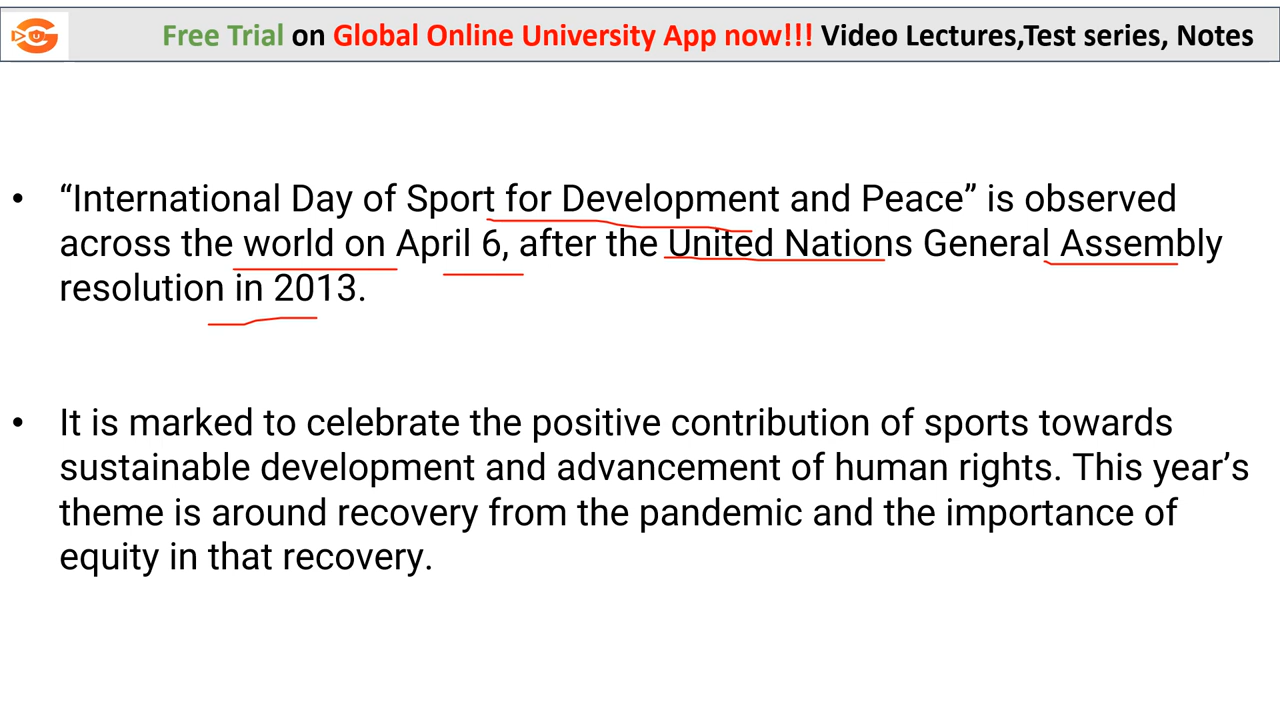 Free Trial on Global Online University App now!!! Video Lectures,Test series, Notes
• “International Day of Sport for Development and Peace” is observed
across the world on April 6, after the United Nations General Assembly
resolution in 2013.
• It is marked to celebrate the positive contribution of sports towards
sustainable development and advancement of human rights. This year’s
theme is around recovery from the pandemic and the importance of
equity in that recovery.